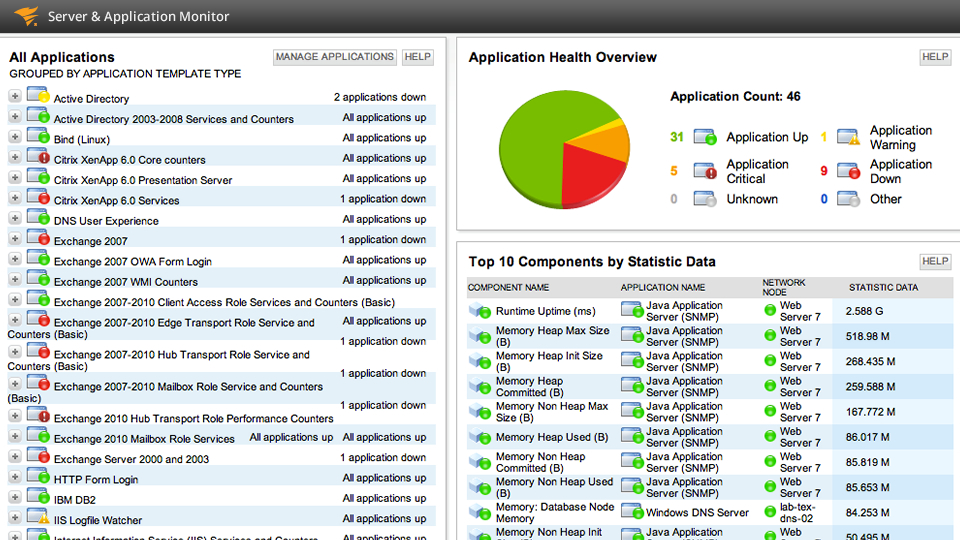 Server & Application Monitor
All Applications
MANAGE APPLICATIONS
HELP
GROUPED BY APPLICATION TEMPLATE TYPE
Active Directory 2 applications down
Active Directory 2003-2008 Services and Counters All applications up
Bind (Linux) All applications up
Citrix XenApp 6.0 Core counters All applications up
Citrix XenApp 6.0 Presentation Server All applications up
Citrix XenApp 6.0 Services 1 application down
DNS User Experience All applications up
Exchange 2007 1 application down
Exchange 2007 OWA Form Login All applications up
Exchange 2007 WMI Counters All applications up
Exchange 2007-2010 Client Access Role Services and Counters (Basic)
Exchange 2007-2010 Edge Transport Role Service and All applications up
Counters (Basic)
1 application down
Exchange 2007-2010 Hub Transport Role Service and
Counters (Basic)
1 application down
Exchange 2007-2010 Mailbox Role Service and Counters
(Basic)
1 application down
Exchange 2010 Hub Transport Role Performance Counters
Exchange 2010 Mailbox Role Services All applications up All applications up
Exchange Server 2000 and 2003 1 application down
HTTP Form Login All applications up
IBM DB2 All applications up
IIS Logfile Watcher All applications up
Internet Information Service (IIS) Services and Counters All applications up
Application Health Overview
HELP
Application Count: 46
31 Application Up
1 Application
Warning
5 Application
Critical
9 Application
Down
0 Unknown
0 Other
Top 10 Components by Statistic Data
HELP
COMPONENT NAME APPLICATION NAME NETWORK
NODE STATISTIC DATA
Runtime Uptime (ms) Java Application
Server (SNMP) Web
Server 7 2.588 G
Memory Heap Max Size
(B) Java Application
Server (SNMP) Web
Server 7 518.98 M
Memory Heap Init Size
(B) Java Application
Server (SNMP) Web
Server 7 268.435 M
Memory Heap
Committed (B) Java Application
Server (SNMP) Web
Server 7 259.588 M
Memory Non Heap Max
Size (B) Java Application
Server (SNMP) Web
Server 7 167.772 M
Memory Heap Used (B) Java Application
Server (SNMP) Web
Server 7 86.017 M
Memory Non Heap
Committed (B) Java Application
Server (SNMP) Web
Server 7 85.819 M
Memory Non Heap Used
(B) Java Application
Server (SNMP) Web
Server 7 85.653 M
Memory: Database Node
Memory Windows DNS Server lab-tex-
dns-02 84.253 M
Memory Non Heap Init Java Application Web 50.495 M